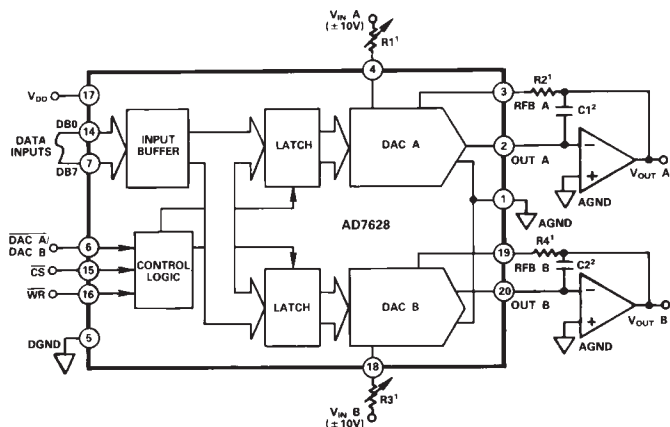 V_IN A
(±10V)
R1¹
4
V_DD
17
DB0
14
DATA
INPUTS
7
DB7
INPUT
BUFFER
LATCH
DAC A
3
R2¹
RFB A
C1²
2
OUT A
−
+
V_OUT A
AGND
1
AGND
AD7628
DAC A/
DAC B
6
CS
15
WR
16
CONTROL
LOGIC
LATCH
DAC B
19
R4¹
RFB B
C2²
20
OUT B
−
+
V_OUT B
AGND
DGND
5
18
R3¹
V_IN B
(±10V)